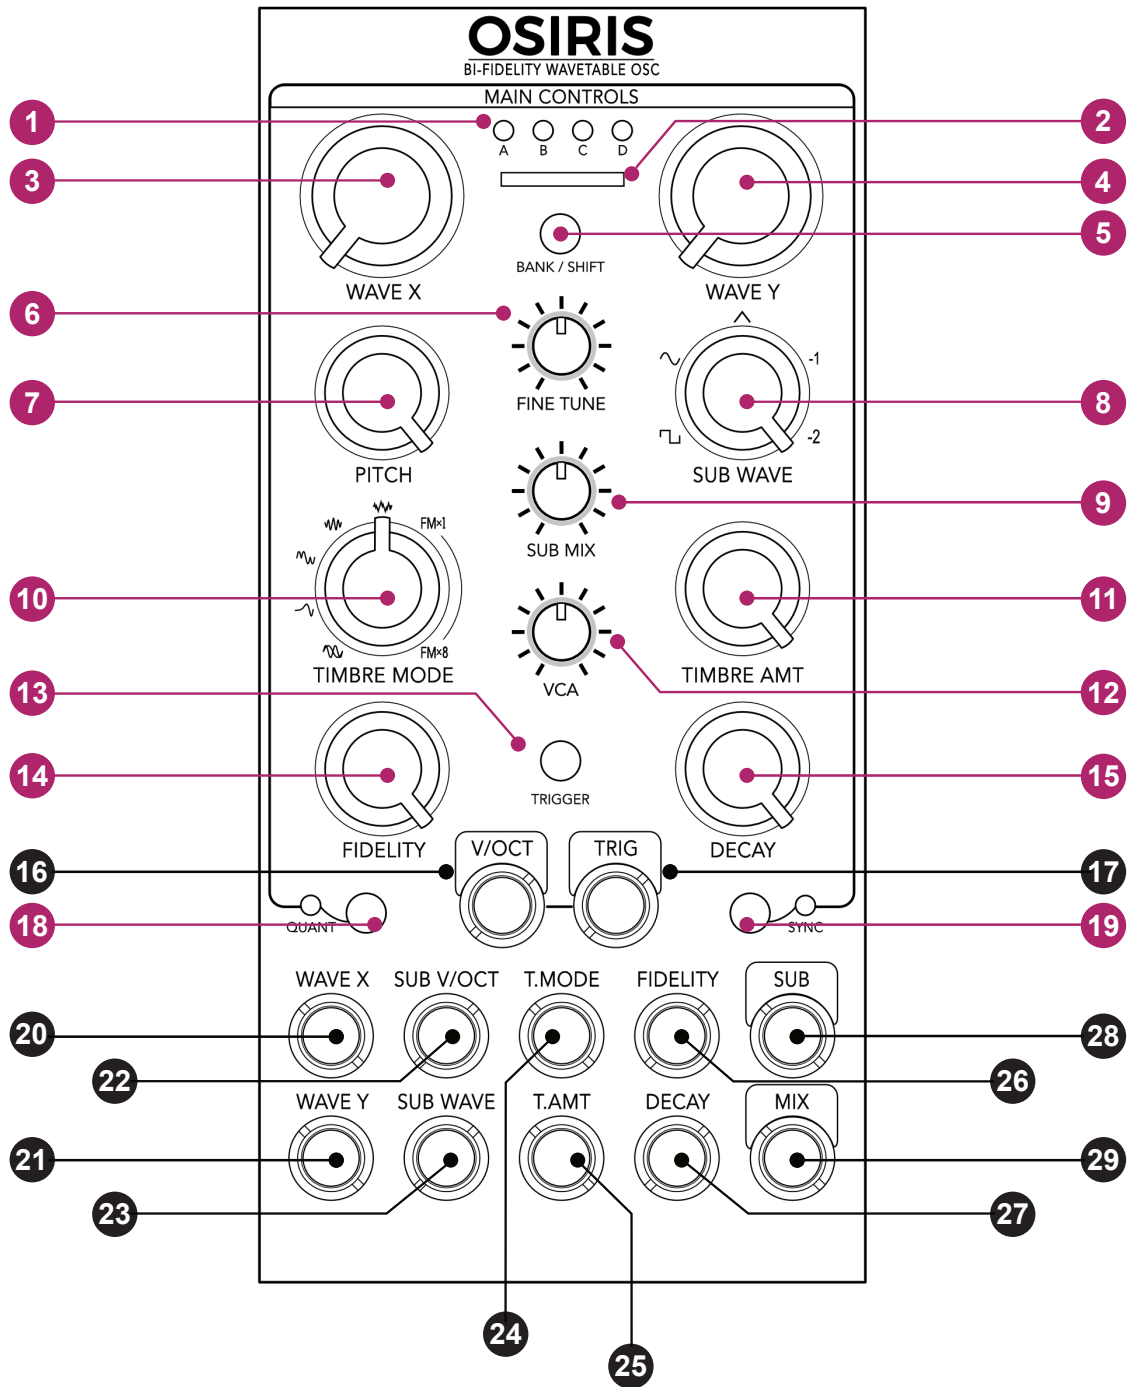 OSIRIS
BI-FIDELITY WAVETABLE OSC
MAIN CONTROLS
1
2
A B C D
3
4
5
BANK / SHIFT
WAVE X
WAVE Y
6
-1
FINE TUNE
7
8
-2
PITCH
SUB WAVE
9
FM×1
SUB MIX
10
11
FM×8
TIMBRE MODE
TIMBRE AMT
13
VCA
12
14
15
TRIGGER
FIDELITY
V/OCT
TRIG
DECAY
16
17
18
QUANT
SYNC
19
WAVE X SUB V/OCT T.MODE FIDELITY SUB
20
28
22
26
WAVE Y SUB WAVE T.AMT DECAY MIX
21
29
23
27
24
25